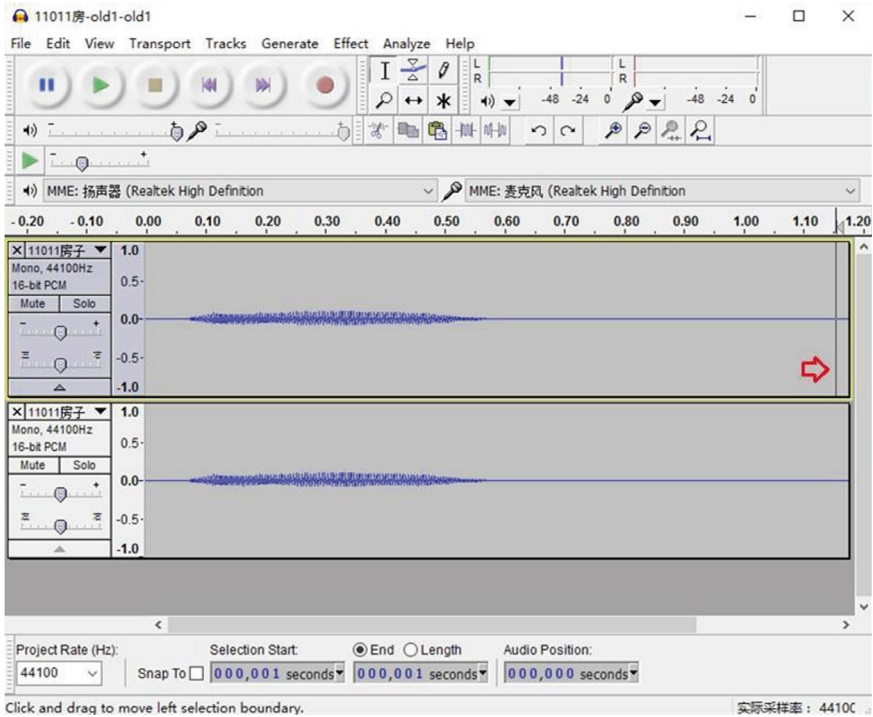 11011房-old1-old1
File Edit View Transport Tracks Generate Effect Analyze Help
L
R
-48 -24 0
L
R
-48 -24 0
MME: 扬声器 (Realtek High Definition
MME: 麦克风 (Realtek High Definition
- 0.20 - 0.10 0.00 0.10 0.20 0.30 0.40 0.50 0.60 0.70 0.80 0.90 1.00 1.10 1.20
11011房子
Mono, 44100Hz
16-bit PCM
Mute Solo
- +
左 右
1.0
0.5-
0.0-
-0.5-
-1.0
11011房子
Mono, 44100Hz
16-bit PCM
Mute Solo
- +
左 右
1.0
0.5-
0.0-
-0.5-
-1.0
Project Rate (Hz): Selection Start: End Length Audio Position:
44100 Snap To 000,001 seconds 000,001 seconds 000,000 seconds
Click and drag to move left selection boundary. 实际采样率： 44100